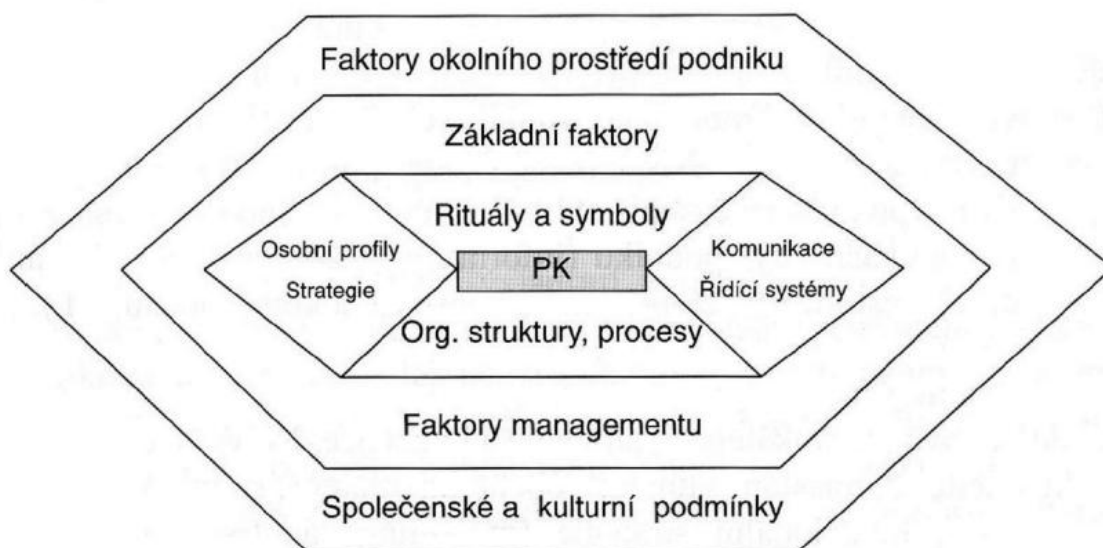 Faktory okolního prostředí podniku
Základní faktory
Rituály a symboly
Osobní profily
Strategie
PK
Komunikace
Řídící systémy
Org. struktury, procesy
Faktory managementu
Společenské a kulturní podmínky